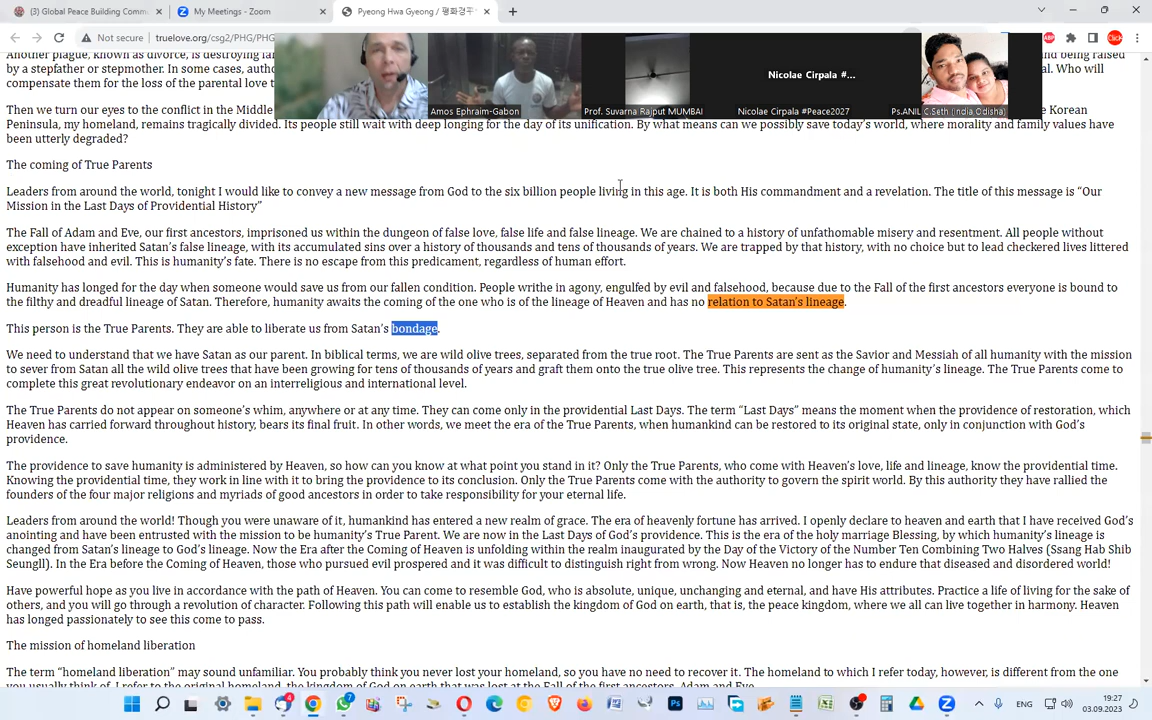 (3) Global Peace Building Comm
My Meetings - Zoom
Pyeong Hwa Gyeong / 평화경구
Not secure
truelove.org/csg2/PHG/PHG
Another plague, known as divorce, is destroying
and being raised
by a stepfather or stepmother. In some cases,
Who will
compensate them for the loss of the parental love
Amos Ephraim-Gabon
Prof. Suvarna Rajput MUMBAI
Nicolae Cirpala #...
Nicolae Cirpala #Peace2027
Ps.ANIL C.Seth (India Odisha)
Then we turn our eyes to the conflict in the Middle
Korean
Peninsula, my homeland, remains tragically divided. Its people still wait with deep longing for the day of its unification. By what means can we possibly save today's world, where morality and family values have
been utterly degraded?
The coming of True Parents
Leaders from around the world, tonight I would like to convey a new message from God to the six billion people living in this age. It is both His commandment and a revelation. The title of this message is “Our
Mission in the Last Days of Providential History”
The Fall of Adam and Eve, our first ancestors, imprisoned us within the dungeon of false love, false life and false lineage. We are chained to a history of unfathomable misery and resentment. All people without
exception have inherited Satan's false lineage, with its accumulated sins over a history of thousands and tens of thousands of years. We are trapped by that history, with no choice but to lead checkered lives littered
with falsehood and evil. This is humanity's fate. There is no escape from this predicament, regardless of human effort.
Humanity has longed for the day when someone would save us from our fallen condition. People writhe in agony, engulfed by evil and falsehood, because due to the Fall of the first ancestors everyone is bound to
the filthy and dreadful lineage of Satan. Therefore, humanity awaits the coming of the one who is of the lineage of Heaven and has no relation to Satan's lineage.
This person is the True Parents. They are able to liberate us from Satan's bondage.
We need to understand that we have Satan as our parent. In biblical terms, we are wild olive trees, separated from the true root. The True Parents are sent as the Savior and Messiah of all humanity with the mission
to sever from Satan all the wild olive trees that have been growing for tens of thousands of years and graft them onto the true olive tree. This represents the change of humanity's lineage. The True Parents come to
complete this great revolutionary endeavor on an interreligious and international level.
The True Parents do not appear on someone's whim, anywhere or at any time. They can come only in the providential Last Days. The term “Last Days” means the moment when the providence of restoration, which
Heaven has carried forward throughout history, bears its final fruit. In other words, we meet the era of the True Parents, when humankind can be restored to its original state, only in conjunction with God's
providence.
The providence to save humanity is administered by Heaven, so how can you know at what point you stand in it? Only the True Parents, who come with Heaven's love, life and lineage, know the providential time.
Knowing the providential time, they work in line with it to bring the providence to its conclusion. Only the True Parents come with the authority to govern the spirit world. By this authority they have rallied the
founders of the four major religions and myriads of good ancestors in order to take responsibility for your eternal life.
Leaders from around the world! Though you were unaware of it, humankind has entered a new realm of grace. The era of heavenly fortune has arrived. I openly declare to heaven and earth that I have received God's
anointing and have been entrusted with the mission to be humanity's True Parent. We are now in the Last Days of God's providence. This is the era of the holy marriage Blessing, by which humanity's lineage is
changed from Satan's lineage to God's lineage. Now the Era after the Coming of Heaven is unfolding within the realm inaugurated by the Day of the Victory of the Number Ten Combining Two Halves (Ssang Hab Shib
Seungil). In the Era before the Coming of Heaven, those who pursued evil prospered and it was difficult to distinguish right from wrong. Now Heaven no longer has to endure that diseased and disordered world!
Have powerful hope as you live in accordance with the path of Heaven. You can come to resemble God, who is absolute, unique, unchanging and eternal, and have His attributes. Practice a life of living for the sake of
others, and you will go through a revolution of character. Following this path will enable us to establish the kingdom of God on earth, that is, the peace kingdom, where we all can live together in harmony. Heaven
has longed passionately to see this come to pass.
The mission of homeland liberation
The term “homeland liberation” may sound unfamiliar. You probably think you never lost your homeland, so you have no need to recover it. The homeland to which I refer today, however, is different from the one
you usually think of. I refer to the original homeland, the kingdom of God on earth that was lost at the Fall of the first ancestors, Adam and Eve.
ENG
19:27
03.09.2023